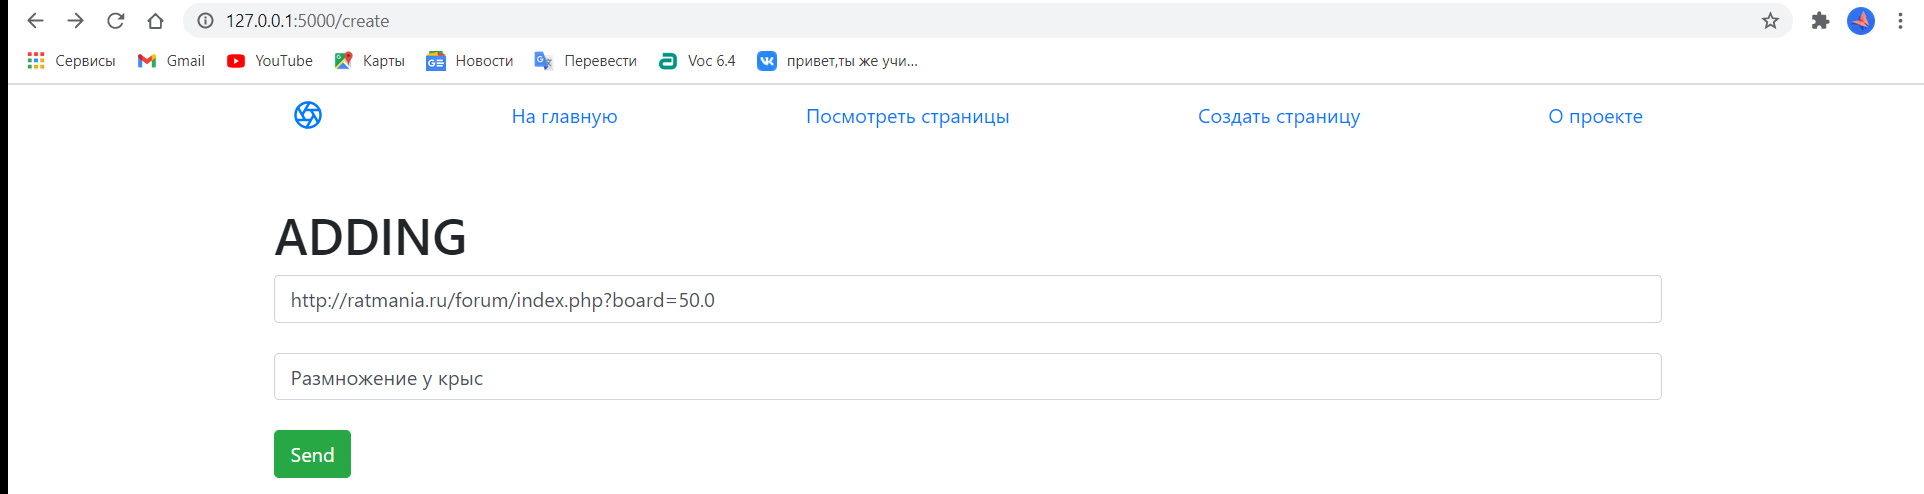 127.0.0.1:5000/create
Сервисы Gmail YouTube Карты Новости Перевести Voc 6.4 привет,ты же учи...
На главную Посмотреть страницы Создать страницу О проекте
ADDING
http://ratmania.ru/forum/index.php?board=50.0
Размножение у крыс
Send